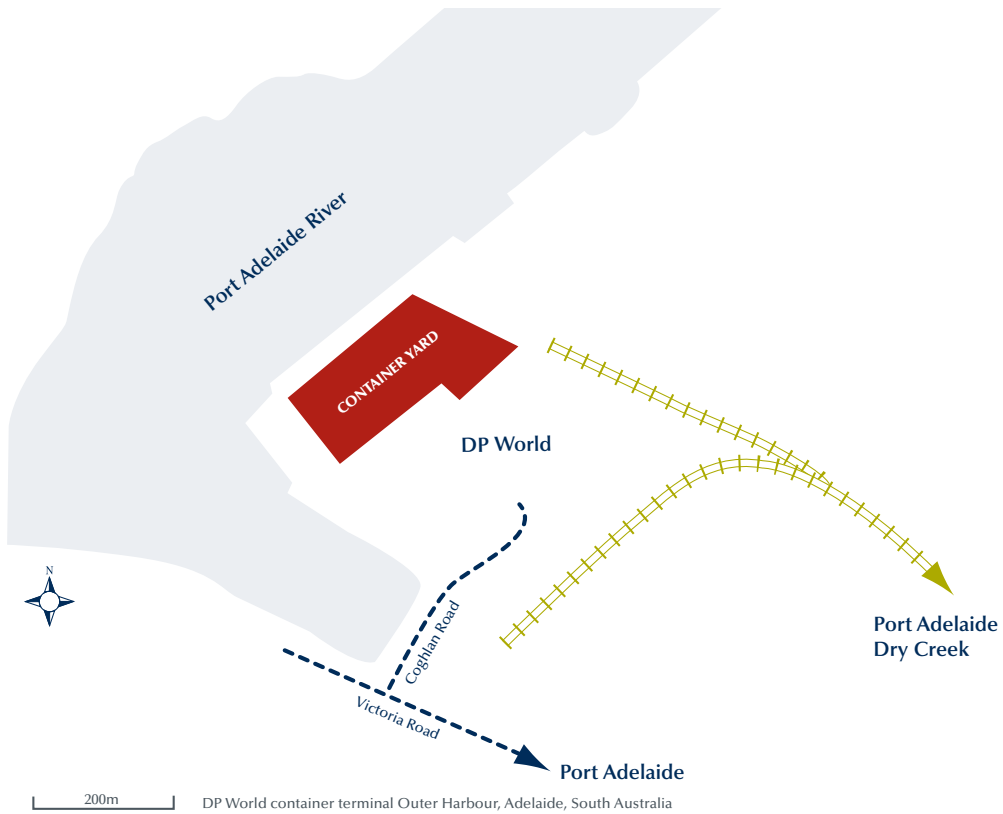 Port Adelaide River
CONTAINER YARD
DP World
N
Coghlan Road
Port Adelaide
Dry Creek
Victoria Road
Port Adelaide
200m
DP World container terminal Outer Harbour, Adelaide, South Australia